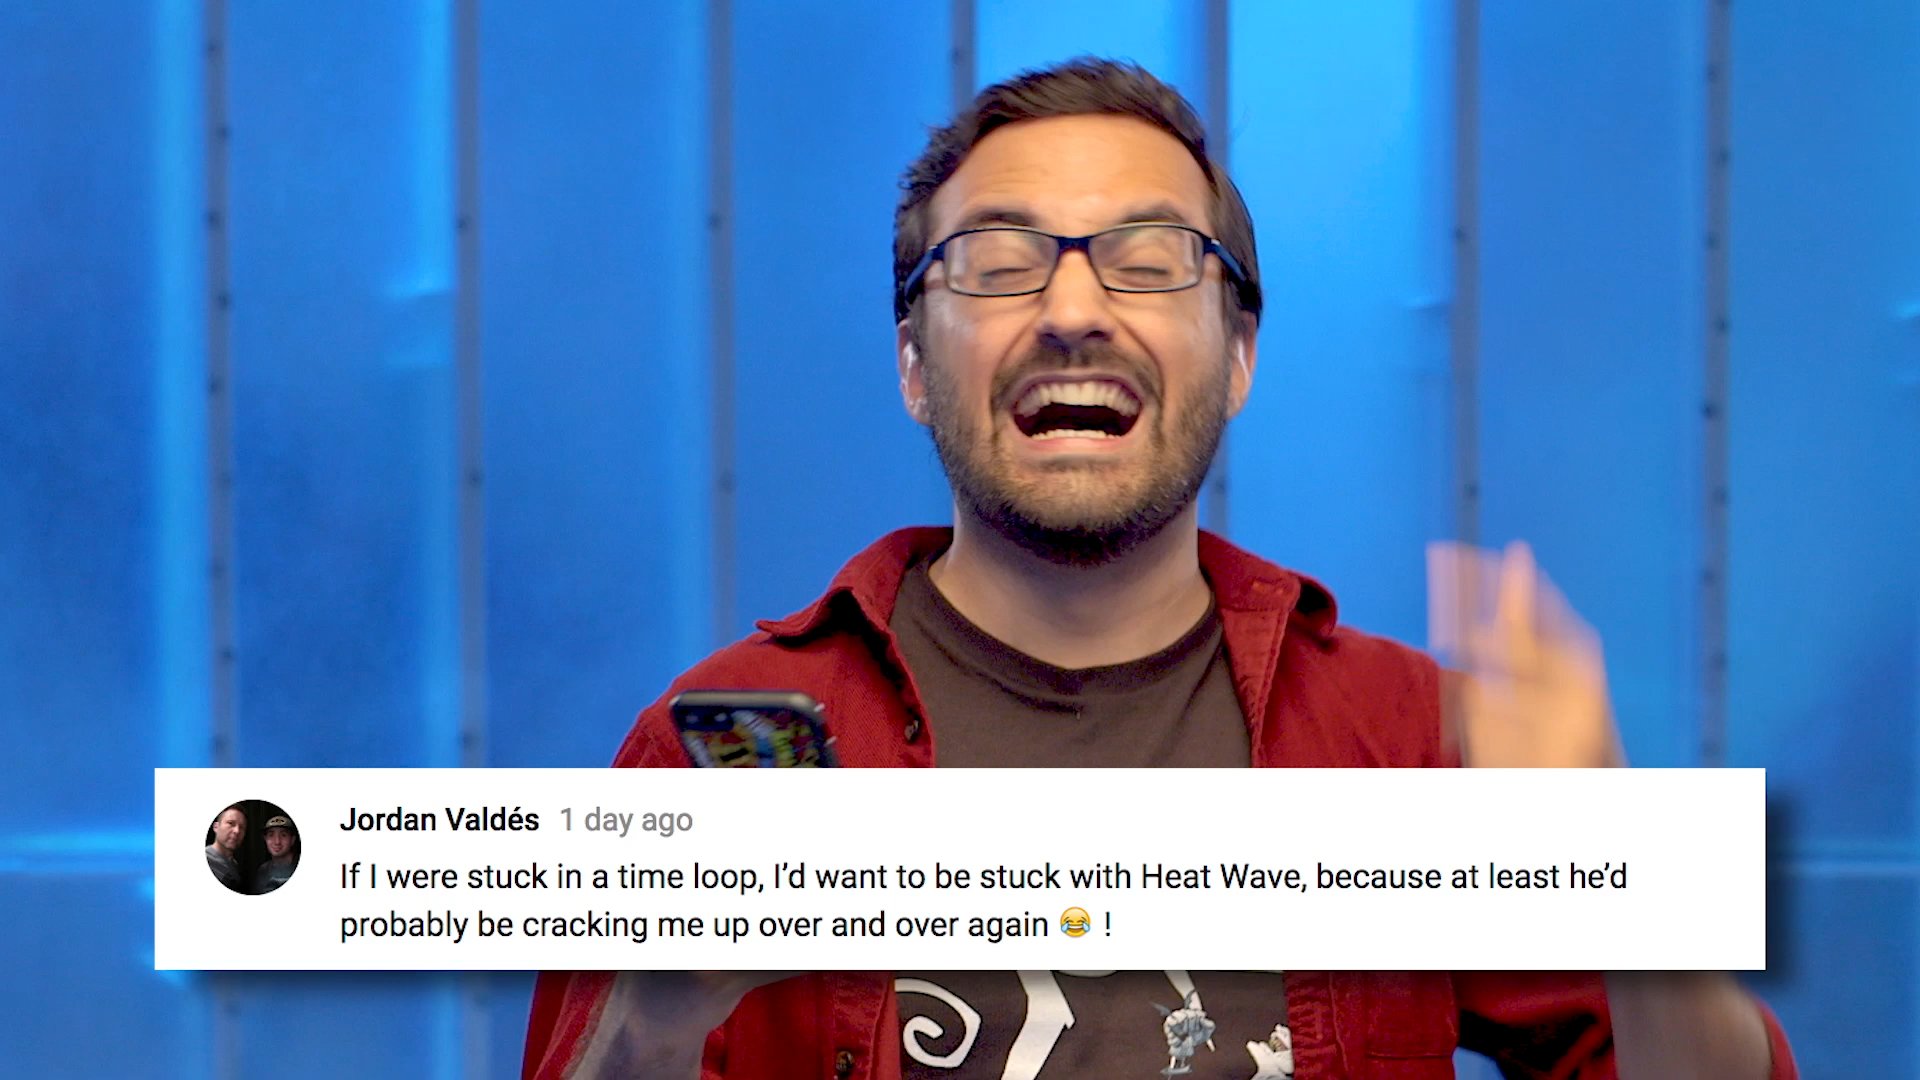 Jordan Valdés 1 day ago
If I were stuck in a time loop, I’d want to be stuck with Heat Wave, because at least he’d
probably be cracking me up over and over again 😂 !